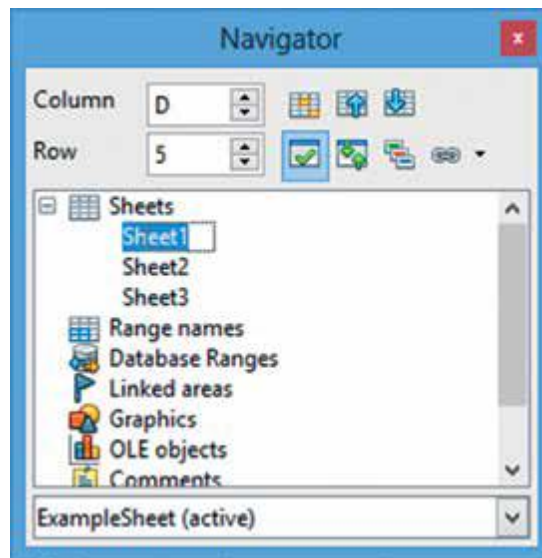 Navigator
Column D
Row 5
Sheets
Sheet1
Sheet2
Sheet3
Range names
Database Ranges
Linked areas
Graphics
OLE objects
Comments
ExampleSheet (active)